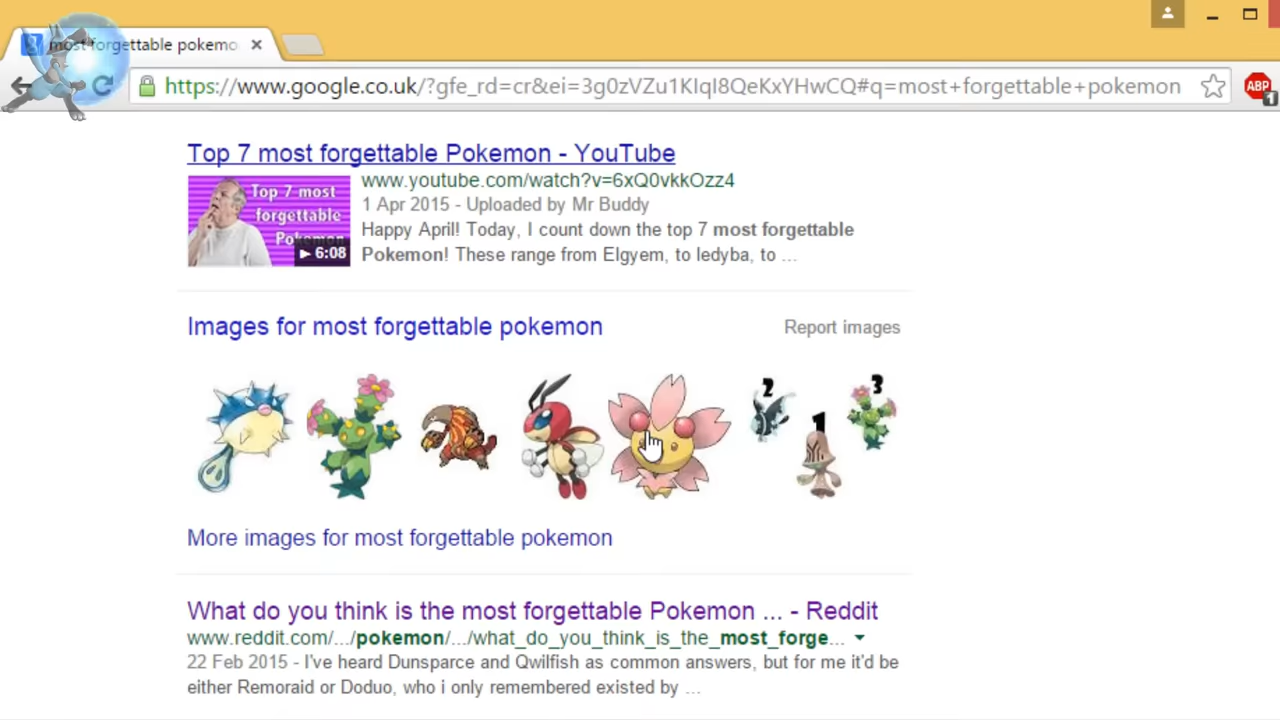 most forgettable pokemo
https://www.google.co.uk/?gfe_rd=cr&ei=3g0zVZu1KIqI8QeKxYHwCQ#q=most+forgettable+pokemon
ABP
1
Top 7 most forgettable Pokemon - YouTube
www.youtube.com/watch?v=6xQ0vkkOzz4
1 Apr 2015 - Uploaded by Mr Buddy
Happy April! Today, I count down the top 7 most forgettable
Pokemon! These range from Elgyem, to ledyba, to ...
Top 7 most
forgettable
Pokemon
▶ 6:08
Images for most forgettable pokemon
Report images
2
1
3
More images for most forgettable pokemon
What do you think is the most forgettable Pokemon ... - Reddit
www.reddit.com/.../pokemon/.../what_do_you_think_is_the_most_forge...
22 Feb 2015 - I've heard Dunsparce and Qwilfish as common answers, but for me it'd be
either Remoraid or Doduo, who i only remembered existed by ...